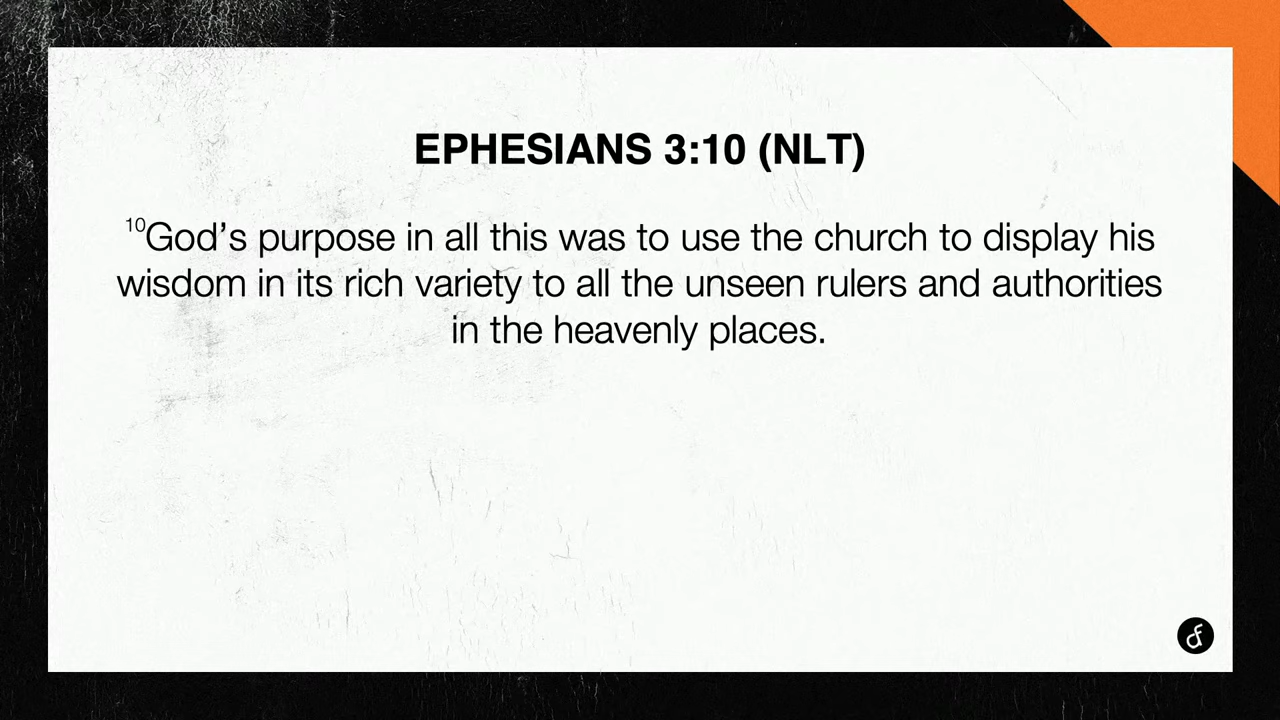 EPHESIANS 3:10 (NLT)
10God’s purpose in all this was to use the church to display his
wisdom in its rich variety to all the unseen rulers and authorities
in the heavenly places.